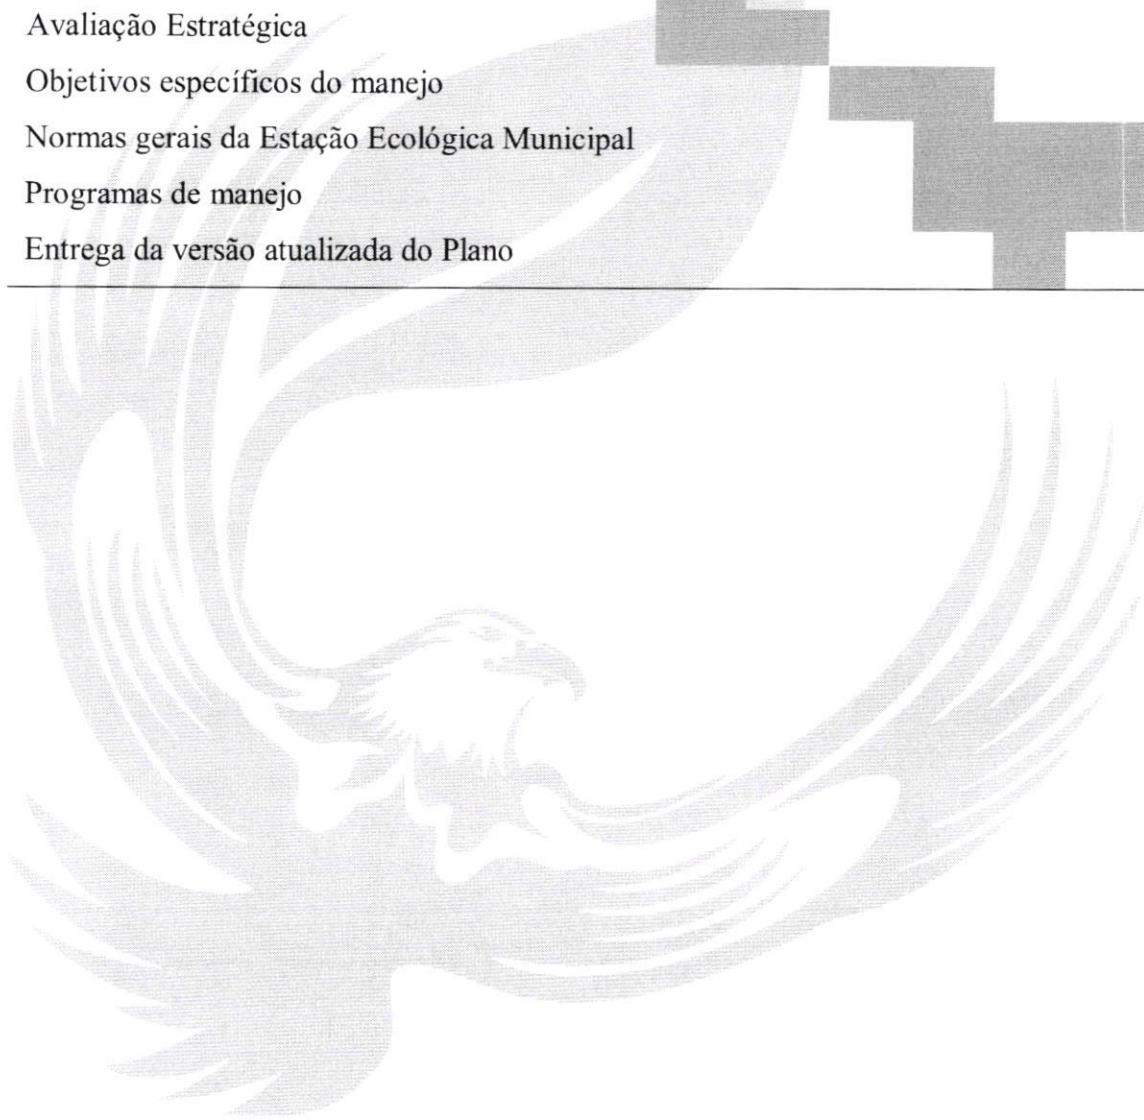 Avaliação Estratégica
Objetivos específicos do manejo
Normas gerais da Estação Ecológica Municipal
Programas de manejo
Entrega da versão atualizada do Plano